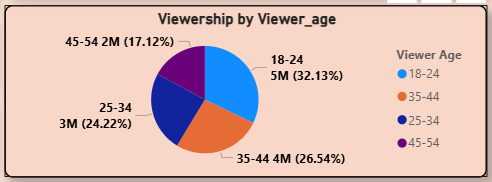 Viewership by Viewer_age
45-54 2M (17.12%)
18-24
5M (32.13%)
25-34
3M (24.22%)
35-44 4M (26.54%)
Viewer Age
18-24
35-44
25-34
45-54